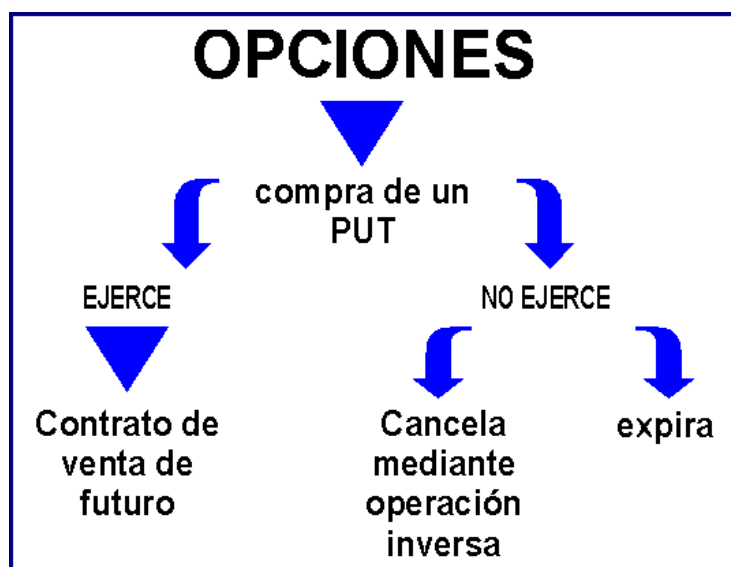 OPCIONES
compra de un
PUT
EJERCE
NO EJERCE
Contrato de
venta de
futuro
Cancela
mediante
operación
inversa
expira